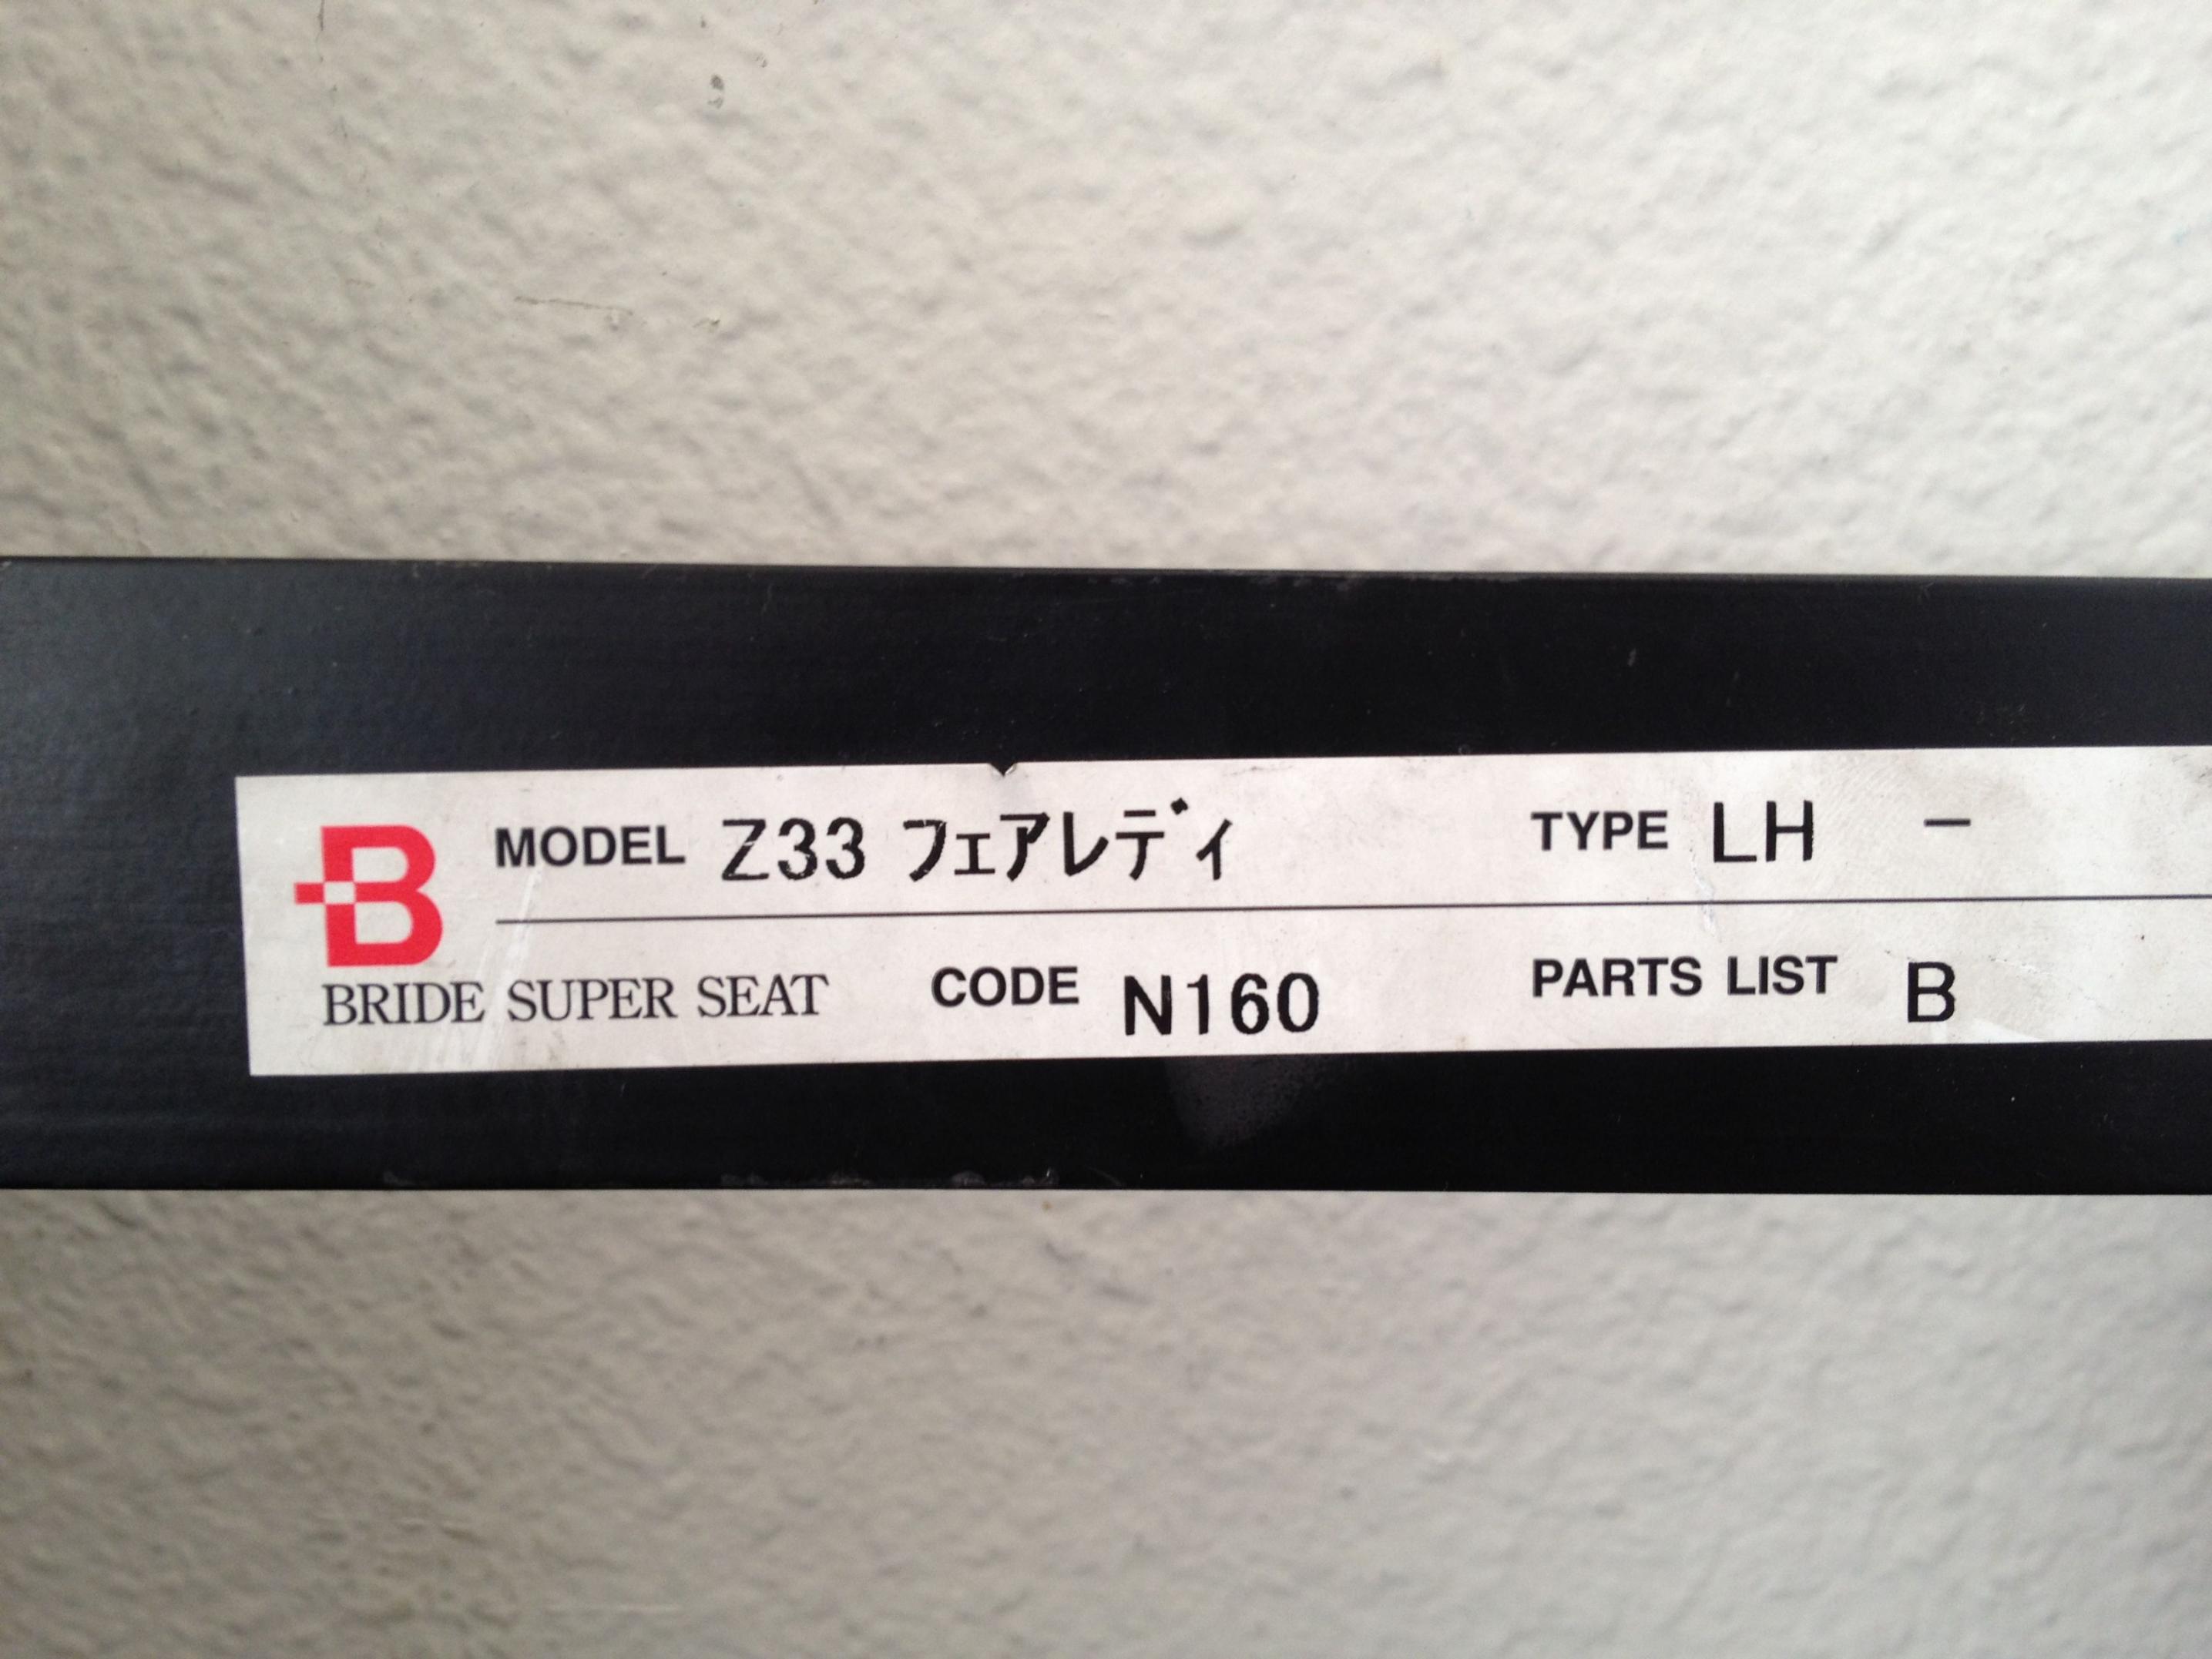 MODEL Z33 フェアレディ TYPE LH –
BRIDE SUPER SEAT CODE N160 PARTS LIST B